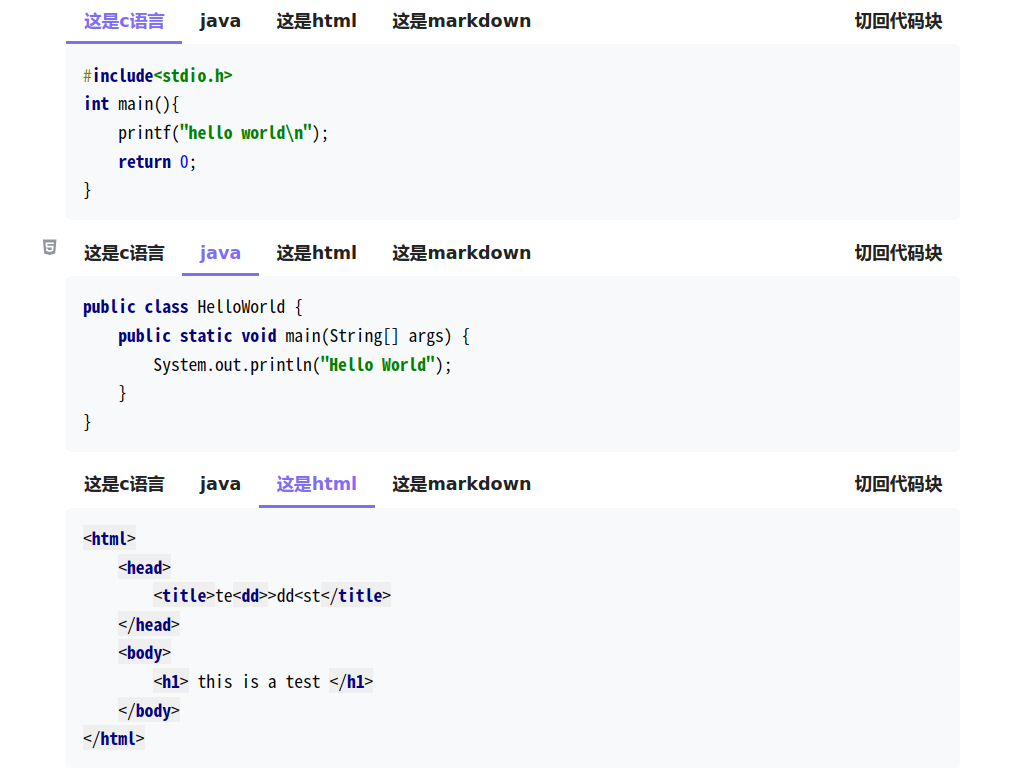 这是c语言 java 这是html 这是markdown 切回代码块
#include<stdio.h>
int main(){
    printf("hello world\n");
    return 0;
}
5 这是c语言 java 这是html 这是markdown 切回代码块
public class HelloWorld {
    public static void main(String[] args) {
        System.out.println("Hello World");
    }
}
这是c语言 java 这是html 这是markdown 切回代码块
<html>
    <head>
        <title>te<dd>>dd<st</title>
    </head>
    <body>
        <h1> this is a test </h1>
    </body>
</html>